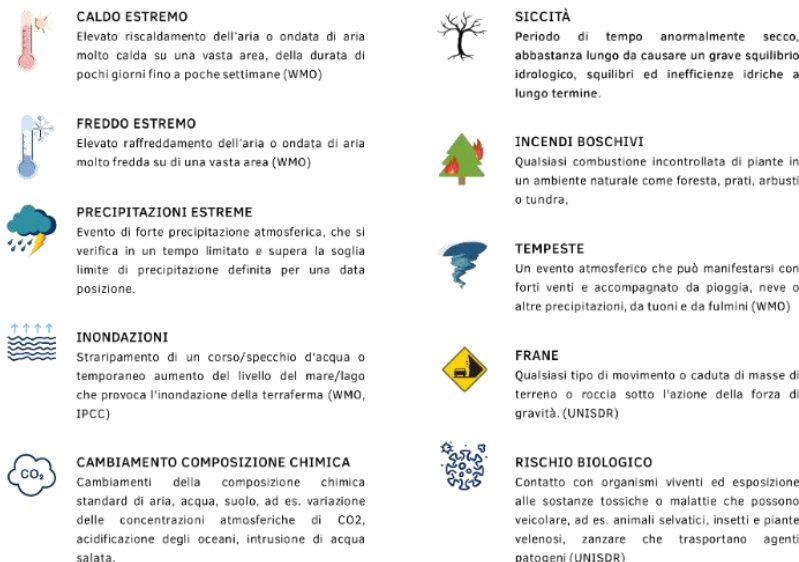 CALDO ESTREMO
Elevato riscaldamento dell'aria o ondata di aria
molto calda su una vasta area, della durata di
pochi giorni fino a poche settimane (WMO)
FREDDO ESTREMO
Elevato raffreddamento dell'aria o ondata di aria
molto fredda su di una vasta area (WMO)
PRECIPITAZIONI ESTREME
Evento di forte precipitazione atmosferica, che si
verifica in un tempo limitato e supera la soglia
limite di precipitazione definita per una data
posizione.
INONDAZIONI
Straripamento di un corso/specchio d'acqua o
temporaneo aumento del livello del mare/lago
che provoca l'inondazione della terraferma (WMO,
IPCC)
CO₂
CAMBIAMENTO COMPOSIZIONE CHIMICA
Cambiamenti della composizione chimica
standard di aria, acqua, suolo, ad es. variazione
delle concentrazioni atmosferiche di CO2,
acidificazione degli oceani, intrusione di acqua
salata.
SICCITÀ
Periodo di tempo anormalmente secco,
abbastanza lungo da causare un grave squilibrio
idrologico, squilibri ed inefficienze idriche a
lungo termine.
INCENDI BOSCHIVI
Qualsiasi combustione incontrollata di piante in
un ambiente naturale come foresta, prati, arbusti
o tundra,
TEMPESTE
Un evento atmosferico che può manifestarsi con
forti venti e accompagnato da pioggia, neve o
altre precipitazioni, da tuoni e da fulmini (WMO)
FRANE
Qualsiasi tipo di movimento o caduta di masse di
terreno o roccia sotto l'azione della forza di
gravità. (UNISDR)
RISCHIO BIOLOGICO
Contatto con organismi viventi ed esposizione
alle sostanze tossiche o malattie che possono
veicolare, ad es. animali selvatici, insetti e piante
velenosi, zanzare che trasportano agenti
patogeni (UNISDR)